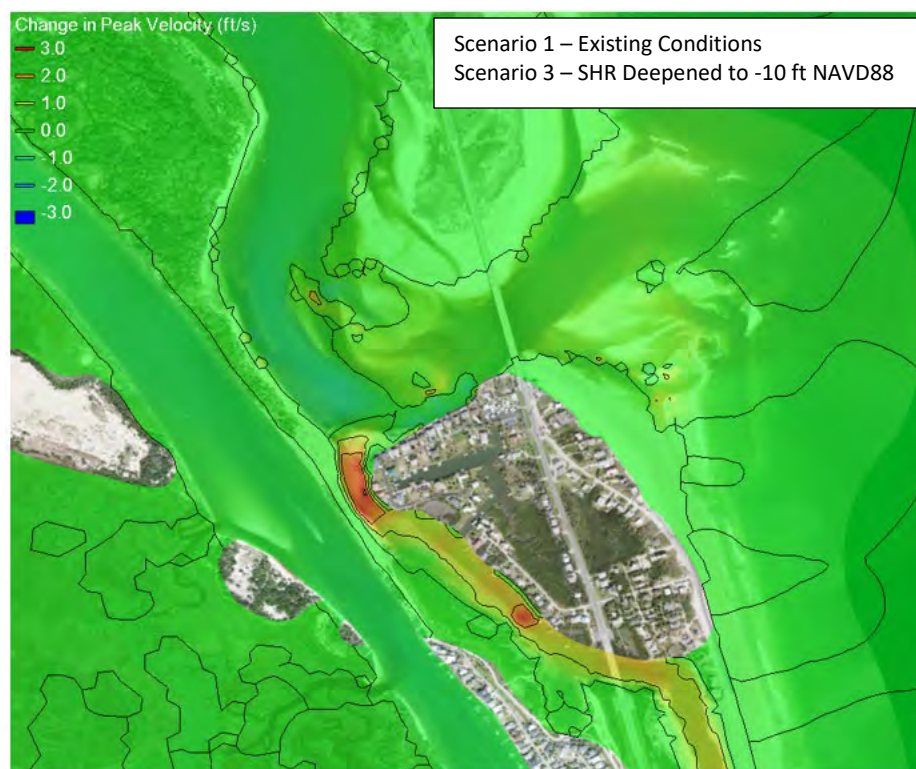 Change in Peak Velocity (ft/s)
3.0
2.0
1.0
0.0
-1.0
-2.0
-3.0
Scenario 1 – Existing Conditions
Scenario 3 – SHR Deepened to -10 ft NAVD88